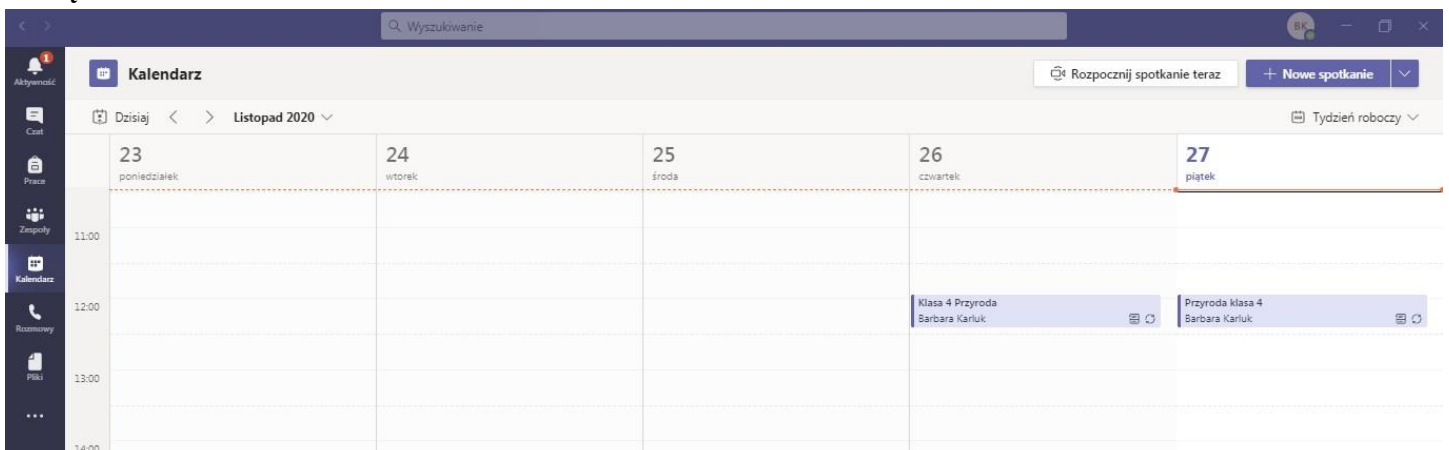 Wyszukiwanie
BK
1
Aktywność
Czat
Prace
Zespoły
Kalendarz
Rozmowy
Pliki
Kalendarz
Rozpocznij spotkanie teraz
+ Nowe spotkanie
Dzisiaj
Listopad 2020
Tydzień roboczy
23
poniedziałek
24
wtorek
25
środa
26
czwartek
27
piątek
11:00
12:00
13:00
14:00
Klasa 4 Przyroda
Barbara Karluk
Przyroda klasa 4
Barbara Karluk